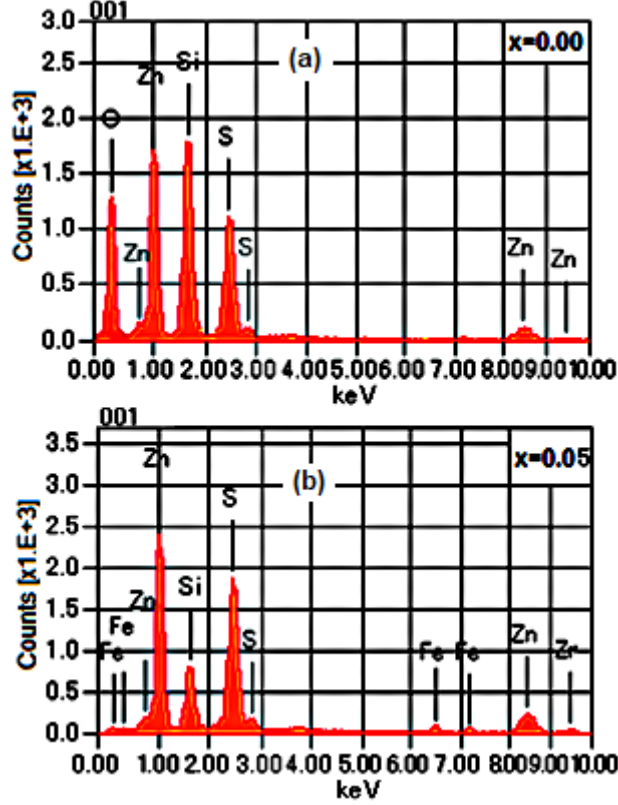 3.0 001
Zn Si (a) x=0.00
2.5
O
2.0
S
1.5
1.0
Zn S Zn Zn
0.5
0.0
0.00 1.00 2.00 3.00 4.00 5.00 6.00 7.00 8.00 9.00 10.00
keV
Counts [x1.E+3]
001
3.5
Zn (b) x=0.05
3.0
S
2.5
2.0
Si
Zn
1.5
Fe
S Zn
1.0
Fe Fe Fe Zr
0.5
0.0
0.00 1.00 2.00 3.00 4.00 5.00 6.00 7.00 8.00 9.00 10.00
keV
Counts [x1.E+3]